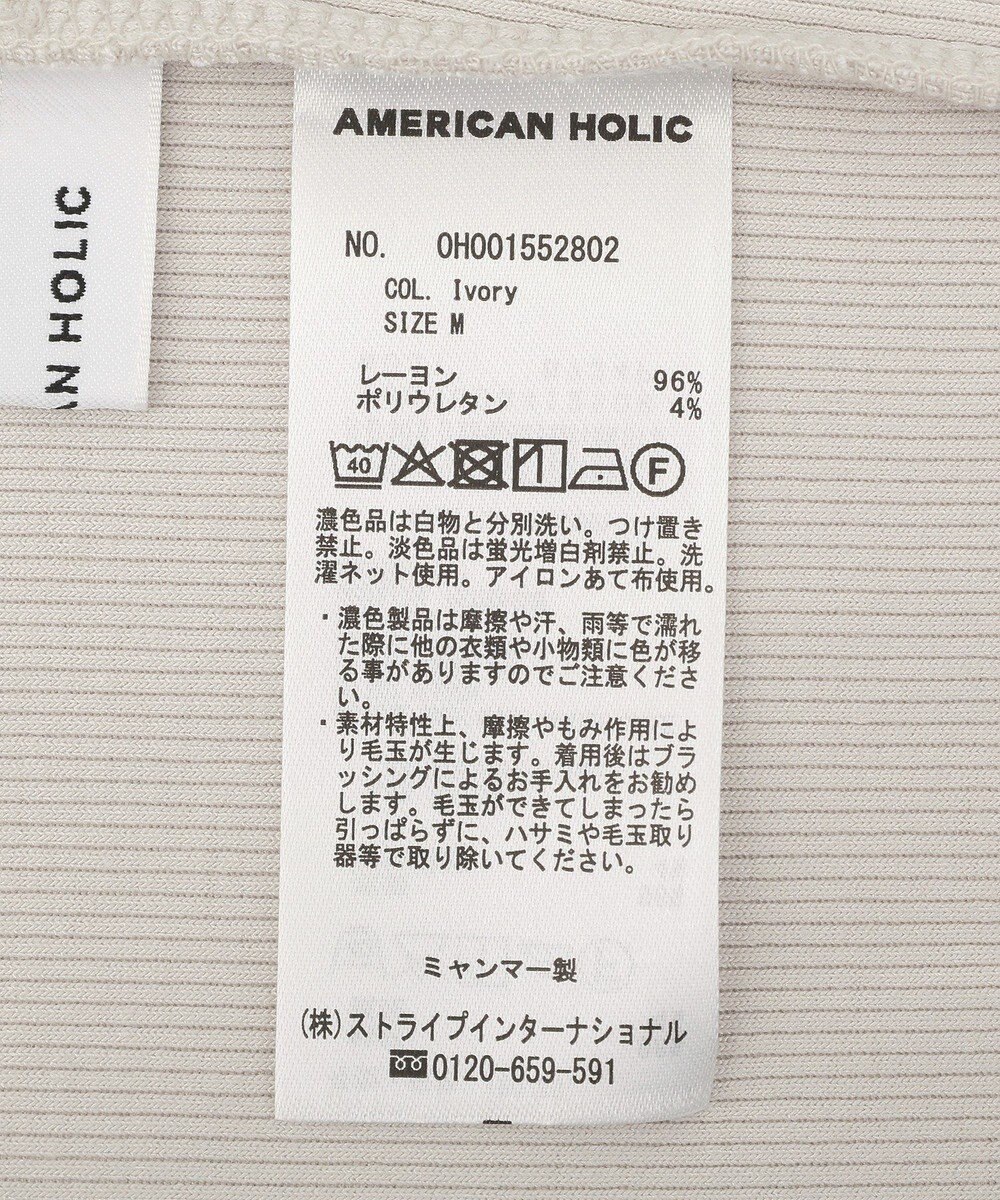 AMERICAN HOLIC
AN HOLIC
NO. 0H001552802
COL. Ivory
SIZE M
レーヨン 96%
ポリウレタン 4%
40 F
濃色品は白物と分別洗い。つけ置き
禁止。淡色品は蛍光増白剤禁止。洗
濯ネット使用。アイロンあて布使用。
・濃色製品は摩擦や汗、雨等で濡れ
た際に他の衣類や小物類に色が移
る事がありますのでご注意くださ
い。
・素材特性上、摩擦やもみ作用によ
り毛玉が生じます。着用後はブラ
ッシングによるお手入れをお勧め
します。毛玉ができてしまったら
引っぱらずに、ハサミや毛玉取り
器等で取り除いてください。
ミャンマー製
(株)ストライプインターナショナル
0120-659-591